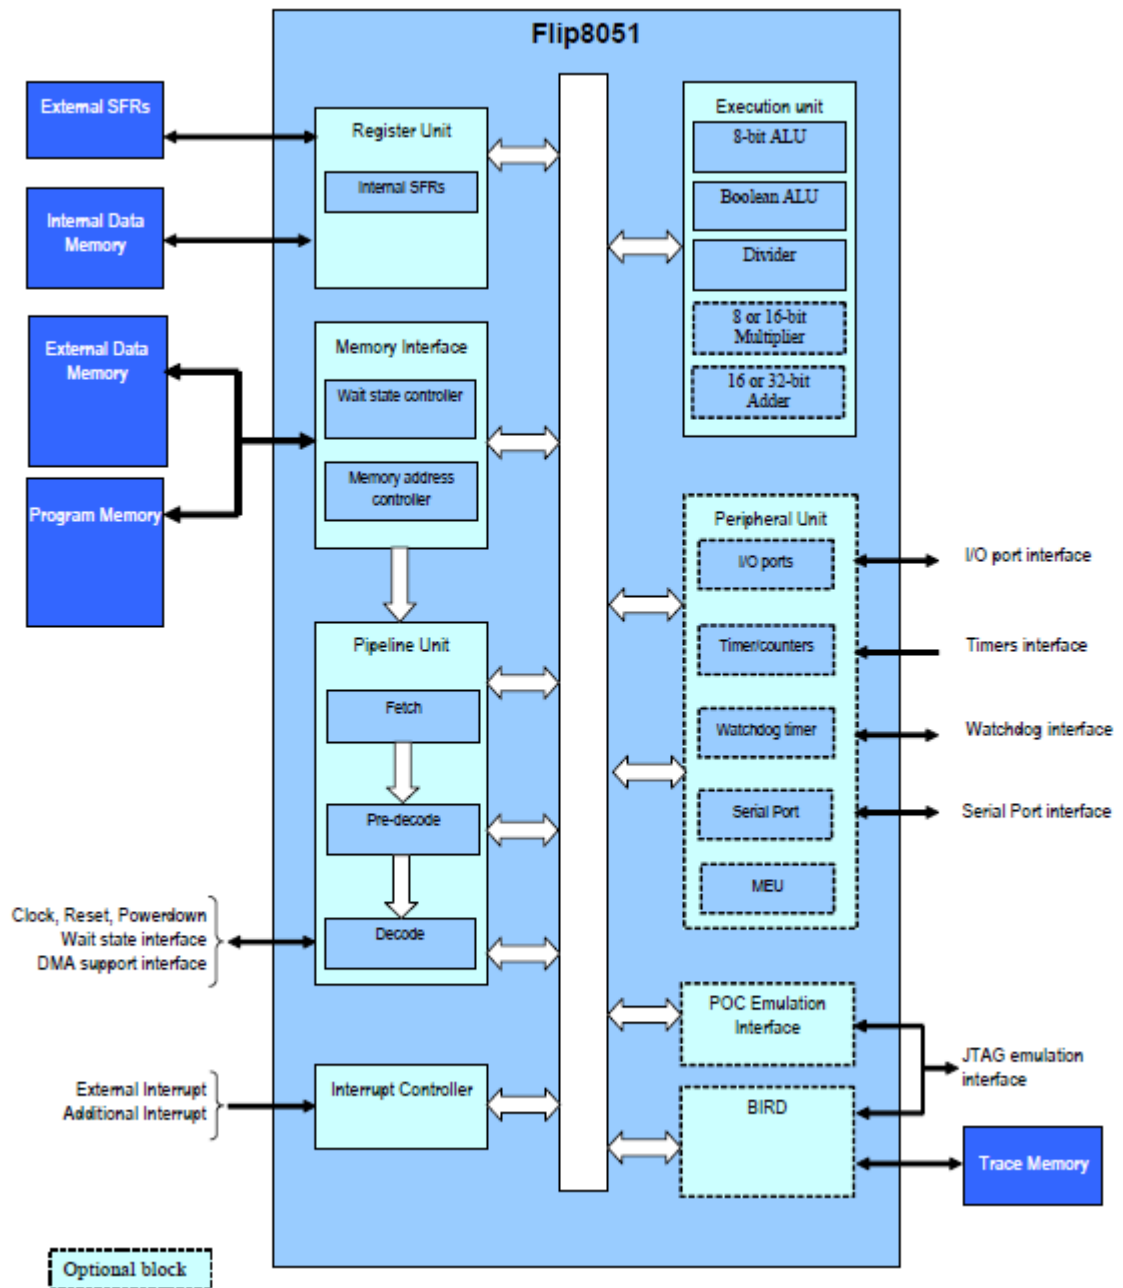 Flip8051
External SFRs
Internal Data
Memory
External Data
Memory
Program Memory
Register Unit
Internal SFRs
Memory Interface
Wait state controller
Memory address
controller
Pipeline Unit
Fetch
Pre-decode
Decode
Clock, Reset, Powerdown
Wait state interface
DMA support interface
External Interrupt
Additional Interrupt
Interrupt Controller
Execution unit
8-bit ALU
Boolean ALU
Divider
8 or 16-bit
Multiplier
16 or 32-bit
Adder
Peripheral Unit
I/O ports
Timer/counters
Watchdog timer
Serial Port
MEU
I/O port interface
Timers interface
Watchdog interface
Serial Port interface
POC Emulation
Interface
BIRD
JTAG emulation
interface
Trace Memory
Optional block